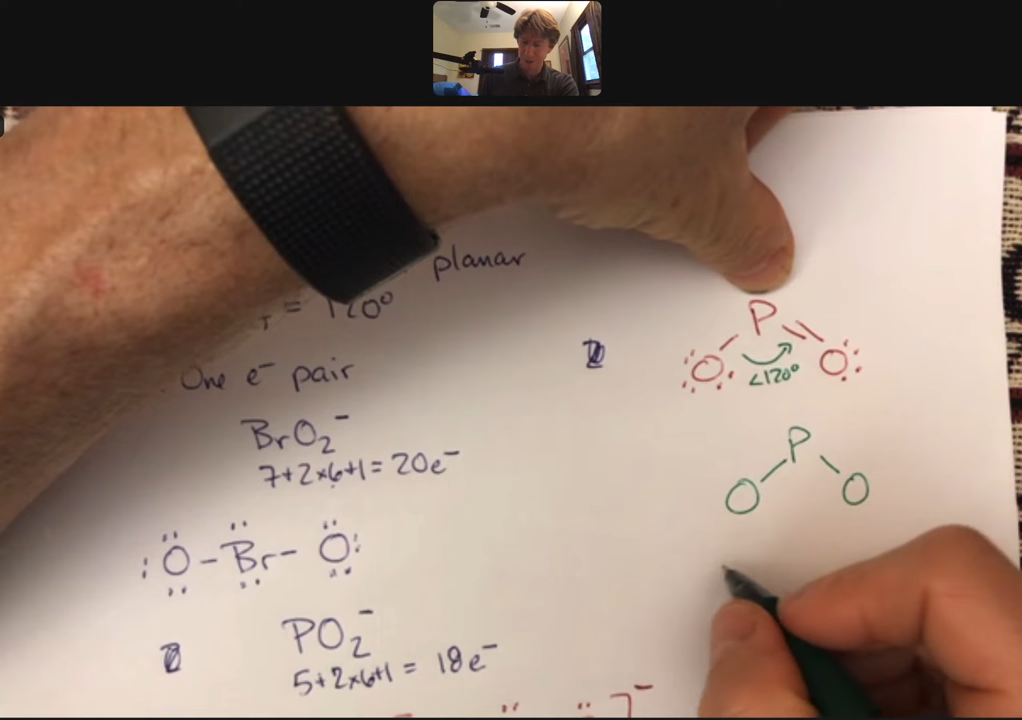 planar
= 120°
One e⁻ pair
BrO₂⁻
7+2×6+1 = 20e⁻
:O – Br – O:
PO₂⁻
5+2×6+1 = 18e⁻
P
O O
<120°
P
O O